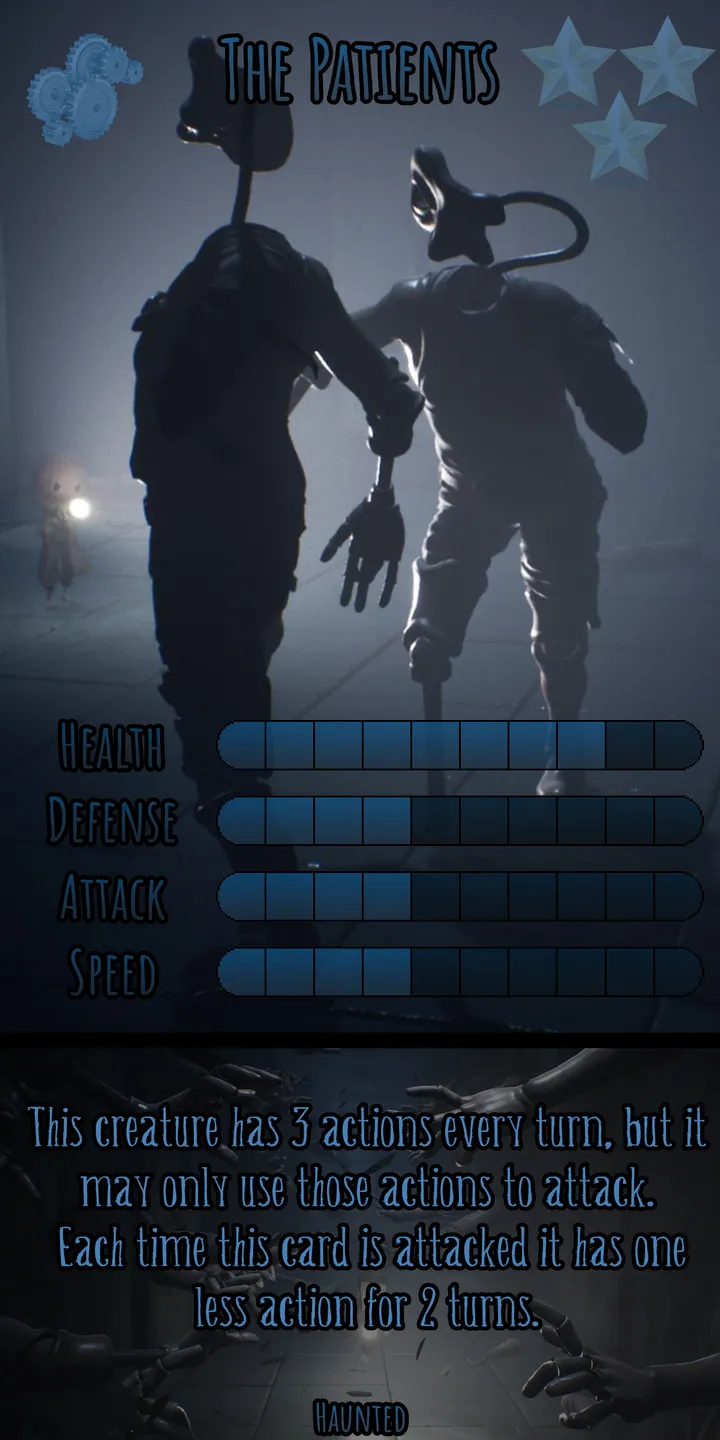 The Patients
Health
Defense
Attack
Speed
This creature has 3 actions every turn, but it
may only use those actions to attack.
Each time this card is attacked it has one
less action for 2 turns.
Haunted